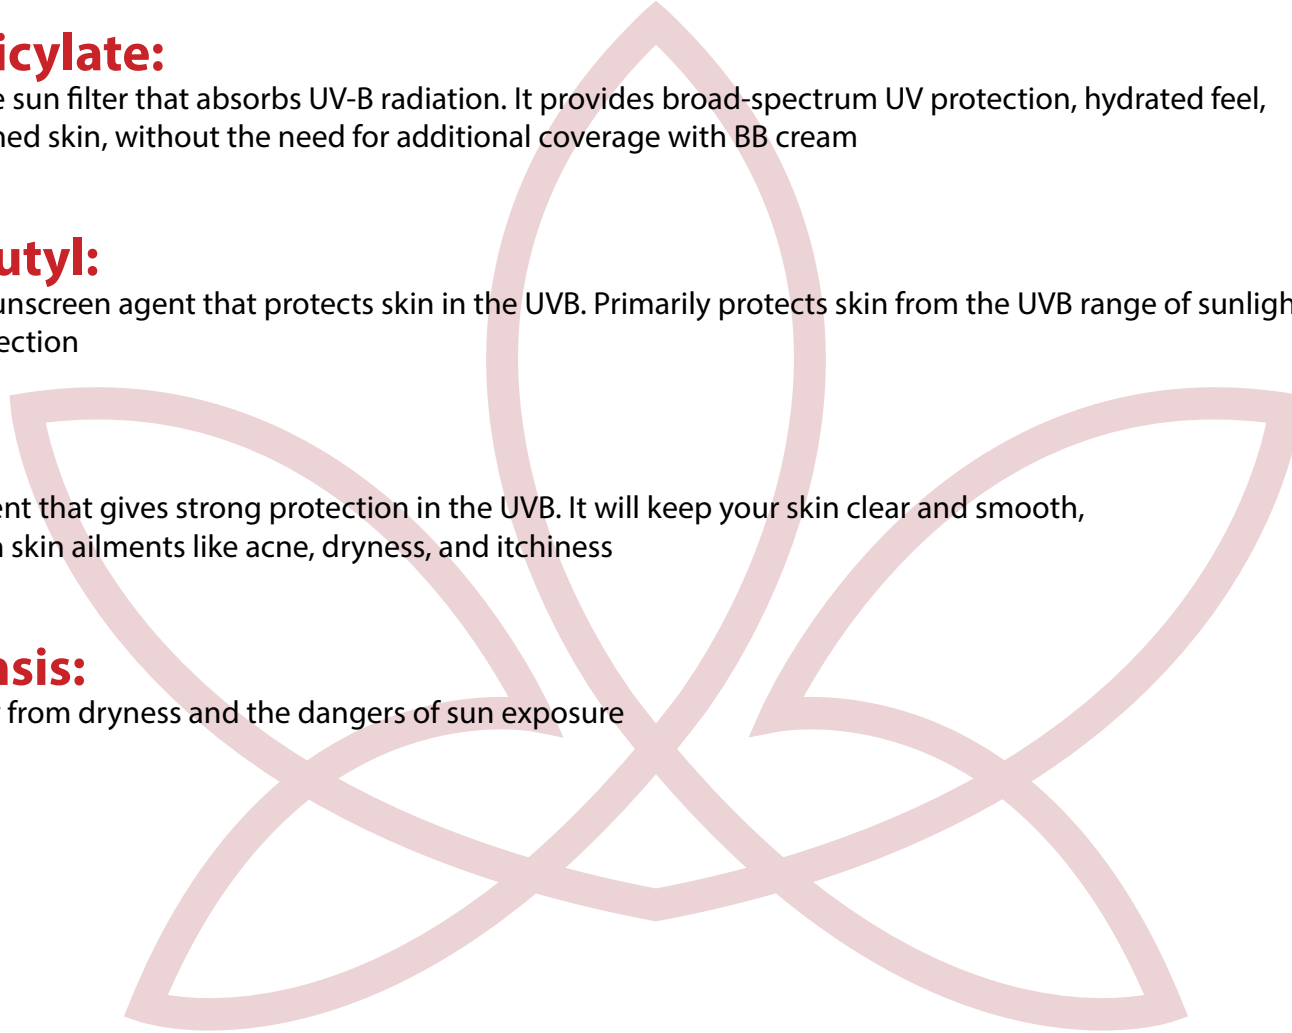 icylate:
e sun filter that absorbs UV-B radiation. It provides broad-spectrum UV protection, hydrated feel,
ned skin, without the need for additional coverage with BB cream
utyl:
unscreen agent that protects skin in the UVB. Primarily protects skin from the UVB range of sunligh
ection
ent that gives strong protection in the UVB. It will keep your skin clear and smooth,
n skin ailments like acne, dryness, and itchiness
nsis:
from dryness and the dangers of sun exposure